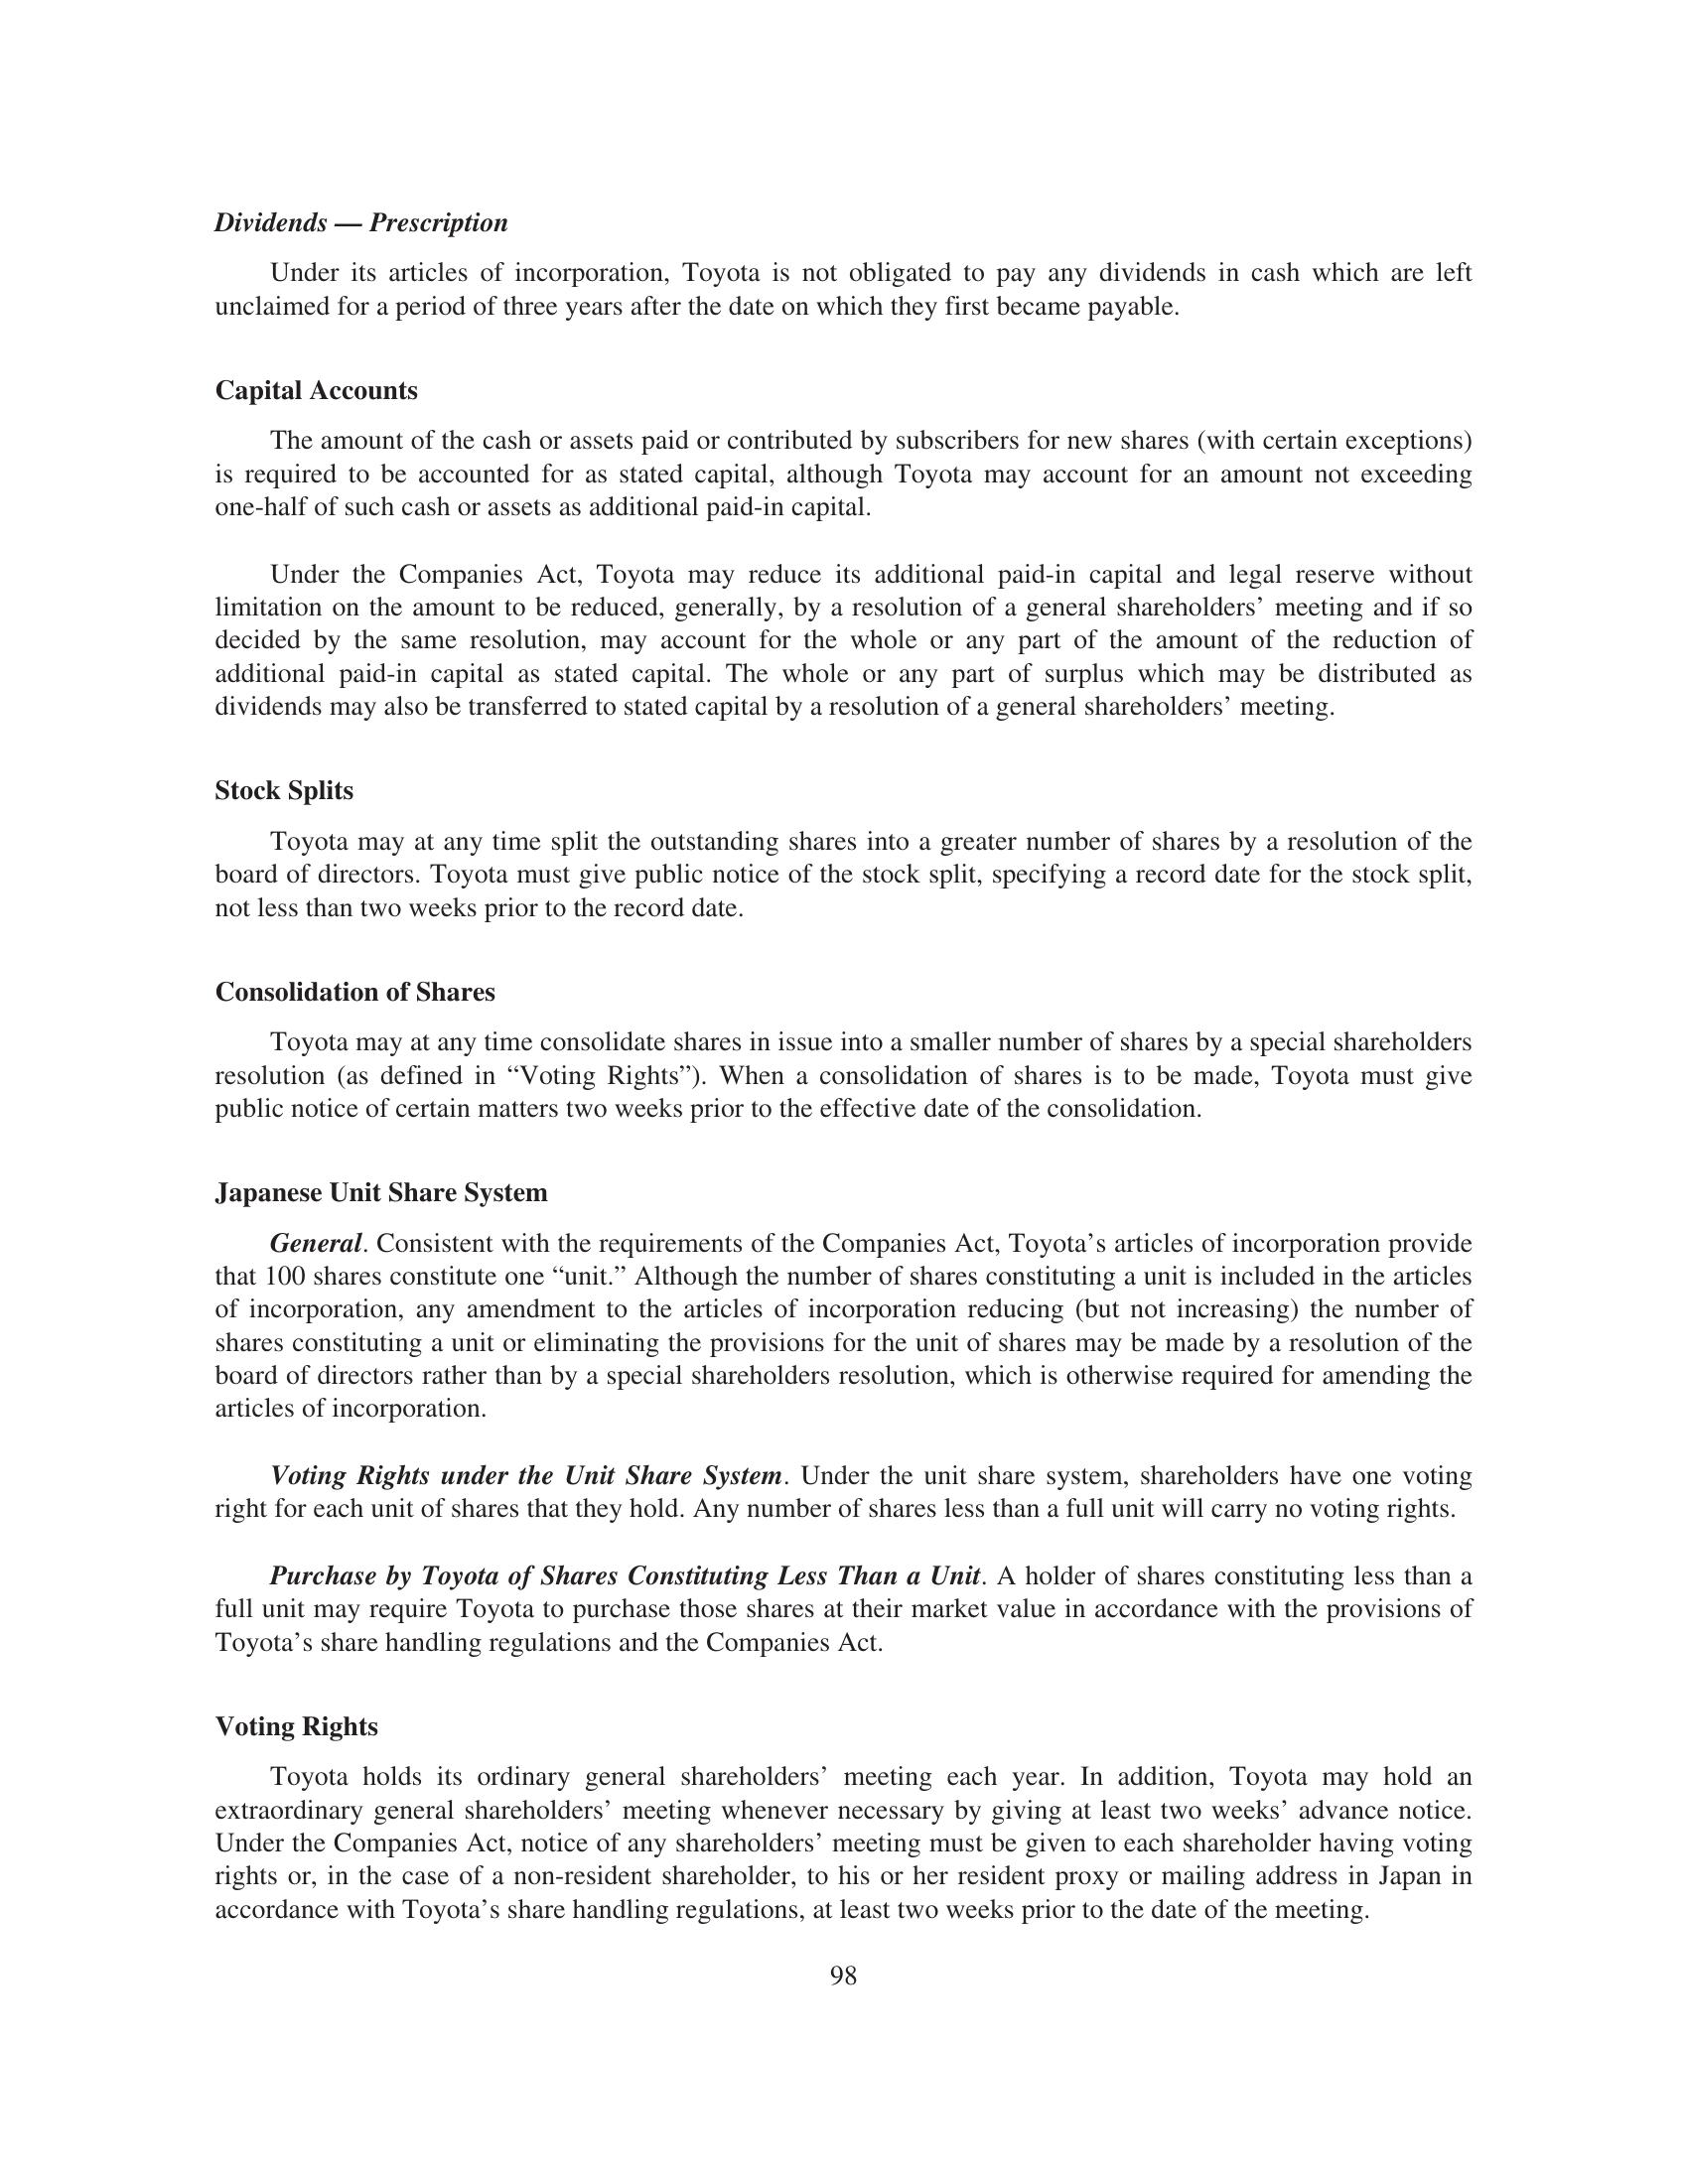 Dividends — Prescription
Under its articles of incorporation, Toyota is not obligated to pay any dividends in cash which are left
unclaimed for a period of three years after the date on which they first became payable.
Capital Accounts
The amount of the cash or assets paid or contributed by subscribers for new shares (with certain exceptions)
is required to be accounted for as stated capital, although Toyota may account for an amount not exceeding
one-half of such cash or assets as additional paid-in capital.
Under the Companies Act, Toyota may reduce its additional paid-in capital and legal reserve without
limitation on the amount to be reduced, generally, by a resolution of a general shareholders’ meeting and if so
decided by the same resolution, may account for the whole or any part of the amount of the reduction of
additional paid-in capital as stated capital. The whole or any part of surplus which may be distributed as
dividends may also be transferred to stated capital by a resolution of a general shareholders’ meeting.
Stock Splits
Toyota may at any time split the outstanding shares into a greater number of shares by a resolution of the
board of directors. Toyota must give public notice of the stock split, specifying a record date for the stock split,
not less than two weeks prior to the record date.
Consolidation of Shares
Toyota may at any time consolidate shares in issue into a smaller number of shares by a special shareholders
resolution (as defined in “Voting Rights”). When a consolidation of shares is to be made, Toyota must give
public notice of certain matters two weeks prior to the effective date of the consolidation.
Japanese Unit Share System
General. Consistent with the requirements of the Companies Act, Toyota’s articles of incorporation provide
that 100 shares constitute one “unit.” Although the number of shares constituting a unit is included in the articles
of incorporation, any amendment to the articles of incorporation reducing (but not increasing) the number of
shares constituting a unit or eliminating the provisions for the unit of shares may be made by a resolution of the
board of directors rather than by a special shareholders resolution, which is otherwise required for amending the
articles of incorporation.
Voting Rights under the Unit Share System. Under the unit share system, shareholders have one voting
right for each unit of shares that they hold. Any number of shares less than a full unit will carry no voting rights.
Purchase by Toyota of Shares Constituting Less Than a Unit. A holder of shares constituting less than a
full unit may require Toyota to purchase those shares at their market value in accordance with the provisions of
Toyota’s share handling regulations and the Companies Act.
Voting Rights
Toyota holds its ordinary general shareholders’ meeting each year. In addition, Toyota may hold an
extraordinary general shareholders’ meeting whenever necessary by giving at least two weeks’ advance notice.
Under the Companies Act, notice of any shareholders’ meeting must be given to each shareholder having voting
rights or, in the case of a non-resident shareholder, to his or her resident proxy or mailing address in Japan in
accordance with Toyota’s share handling regulations, at least two weeks prior to the date of the meeting.
98